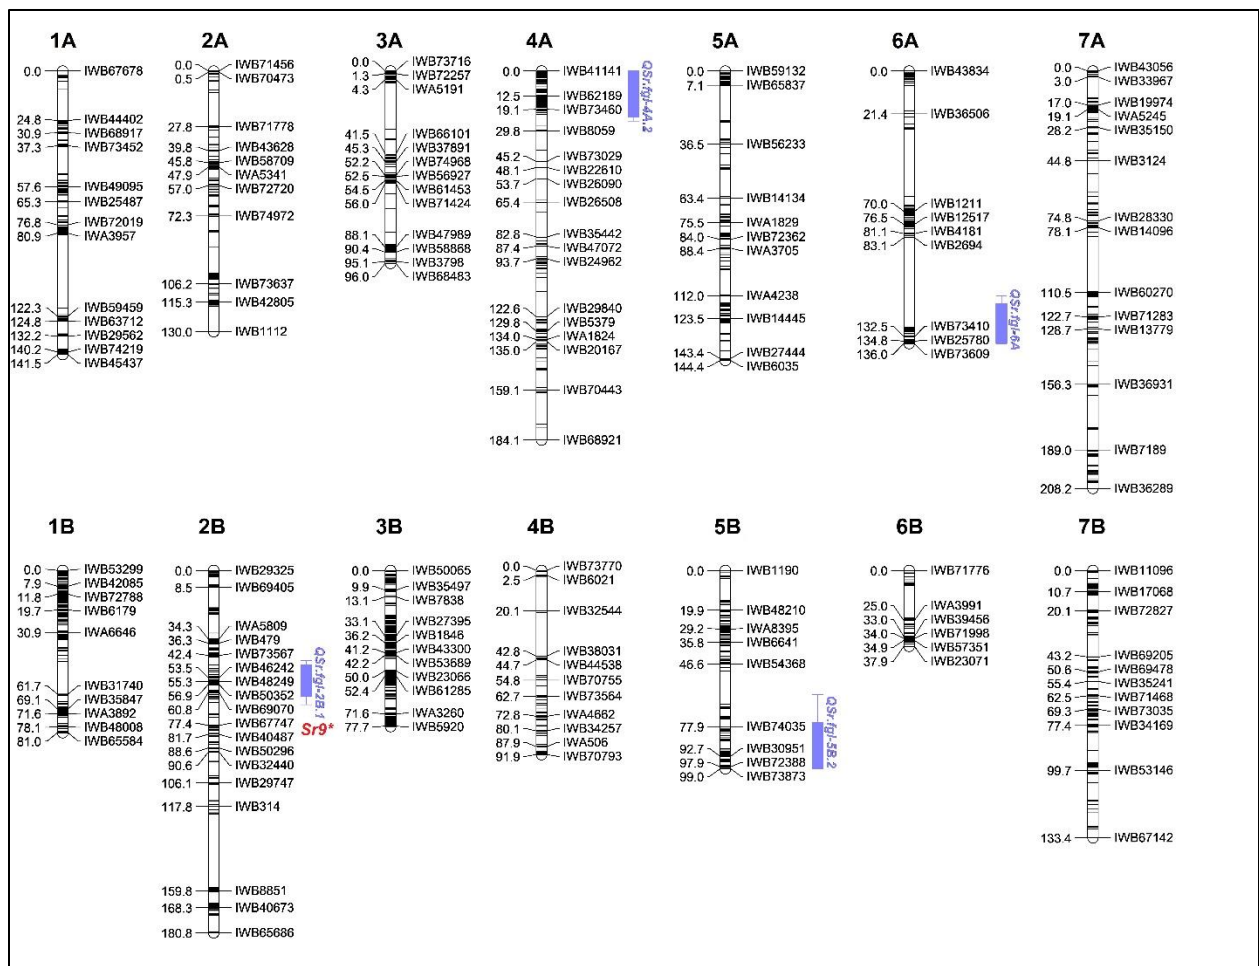 1A
0.0 IWB67678
24.8 IWB44402
30.9 IWB68917
37.3 IWB73452
57.6 IWB49095
65.3 IWB25487
76.8 IWB72019
80.9 IWA3957
122.3 IWB59459
124.8 IWB63712
132.2 IWB29562
140.2 IWB74219
141.5 IWB45437
2A
0.0 IWB71456
0.5 IWB70473
27.8 IWB71778
39.8 IWB43628
45.8 IWB58709
47.9 IWA5341
57.0 IWB72720
72.3 IWB74972
106.2 IWB73637
115.3 IWB42805
130.0 IWB1112
3A
0.0 IWB73716
1.3 IWB72257
4.3 IWA5191
41.5 IWB66101
45.3 IWB37891
52.2 IWB74968
52.5 IWB56927
54.5 IWB61453
56.0 IWB71424
88.1 IWB47989
90.4 IWB58868
95.1 IWB3798
96.0 IWB68483
4A
0.0 IWB41141
12.5 IWB62189
19.1 IWB73460
29.8 IWB8059
45.2 IWB73029
48.1 IWB22610
53.7 IWB26090
65.4 IWB26508
82.8 IWB35442
87.4 IWB47072
93.7 IWB24962
122.6 IWB29840
129.8 IWB5379
134.0 IWA1824
135.0 IWB20167
159.1 IWB70443
184.1 IWB68921
QSr.fgl-4A.2
5A
0.0 IWB59132
7.1 IWB65837
36.5 IWB56233
63.4 IWB14134
75.5 IWA1829
84.0 IWB72362
88.4 IWA3705
112.0 IWA4238
123.5 IWB14445
143.4 IWB27444
144.4 IWB6035
6A
0.0 IWB43834
21.4 IWB36506
70.0 IWB1211
76.5 IWB12517
81.1 IWB4181
83.1 IWB2694
132.5 IWB73410
134.8 IWB25780
136.0 IWB73609
QSr.fgl-6A
7A
0.0 IWB43056
3.0 IWB33967
17.0 IWB19974
19.1 IWA5245
28.2 IWB35150
44.8 IWB3124
74.8 IWB28330
78.1 IWB14096
110.5 IWB60270
122.7 IWB71283
128.7 IWB13779
156.3 IWB36931
189.0 IWB7189
208.2 IWB36289
1B
0.0 IWB53299
7.9 IWB42085
11.8 IWB72788
19.7 IWB6179
30.9 IWA6646
61.7 IWB31740
69.1 IWB35847
71.6 IWA3892
78.1 IWB48008
81.0 IWB65584
2B
0.0 IWB29325
8.5 IWB69405
34.3 IWA5809
36.3 IWB479
42.4 IWB73567
53.5 IWB46242
55.3 IWB48249
56.9 IWB50352
60.8 IWB69070
77.4 IWB67747
81.7 IWB40487
88.6 IWB50296
90.6 IWB32440
106.1 IWB29747
117.8 IWB314
159.8 IWB8851
168.3 IWB40673
180.8 IWB65686
QSr.fgl-2B.1
Sr9*
3B
0.0 IWB50065
9.9 IWB35497
13.1 IWB7838
33.1 IWB27395
36.2 IWB1846
41.2 IWB43300
42.2 IWB53689
50.0 IWB23066
52.4 IWB61285
71.6 IWA3260
77.7 IWB5920
4B
0.0 IWB73770
2.5 IWB6021
20.1 IWB32544
42.8 IWB38031
44.7 IWB44538
54.8 IWB70755
62.7 IWB73564
72.8 IWA4662
80.1 IWB34257
87.9 IWA506
91.9 IWB70793
5B
0.0 IWB1190
19.9 IWB48210
29.2 IWA8395
35.8 IWB6641
46.6 IWB54368
77.9 IWB74035
92.7 IWB30951
97.9 IWB72388
99.0 IWB73873
QSr.fgl-5B.2
6B
0.0 IWB71776
25.0 IWA3991
33.0 IWB39456
34.0 IWB71998
34.9 IWB57351
37.9 IWB23071
7B
0.0 IWB11096
10.7 IWB17068
20.1 IWB72827
43.2 IWB69205
50.6 IWB69478
55.4 IWB35241
62.5 IWB71468
69.3 IWB73035
77.4 IWB34169
99.7 IWB53146
133.4 IWB67142